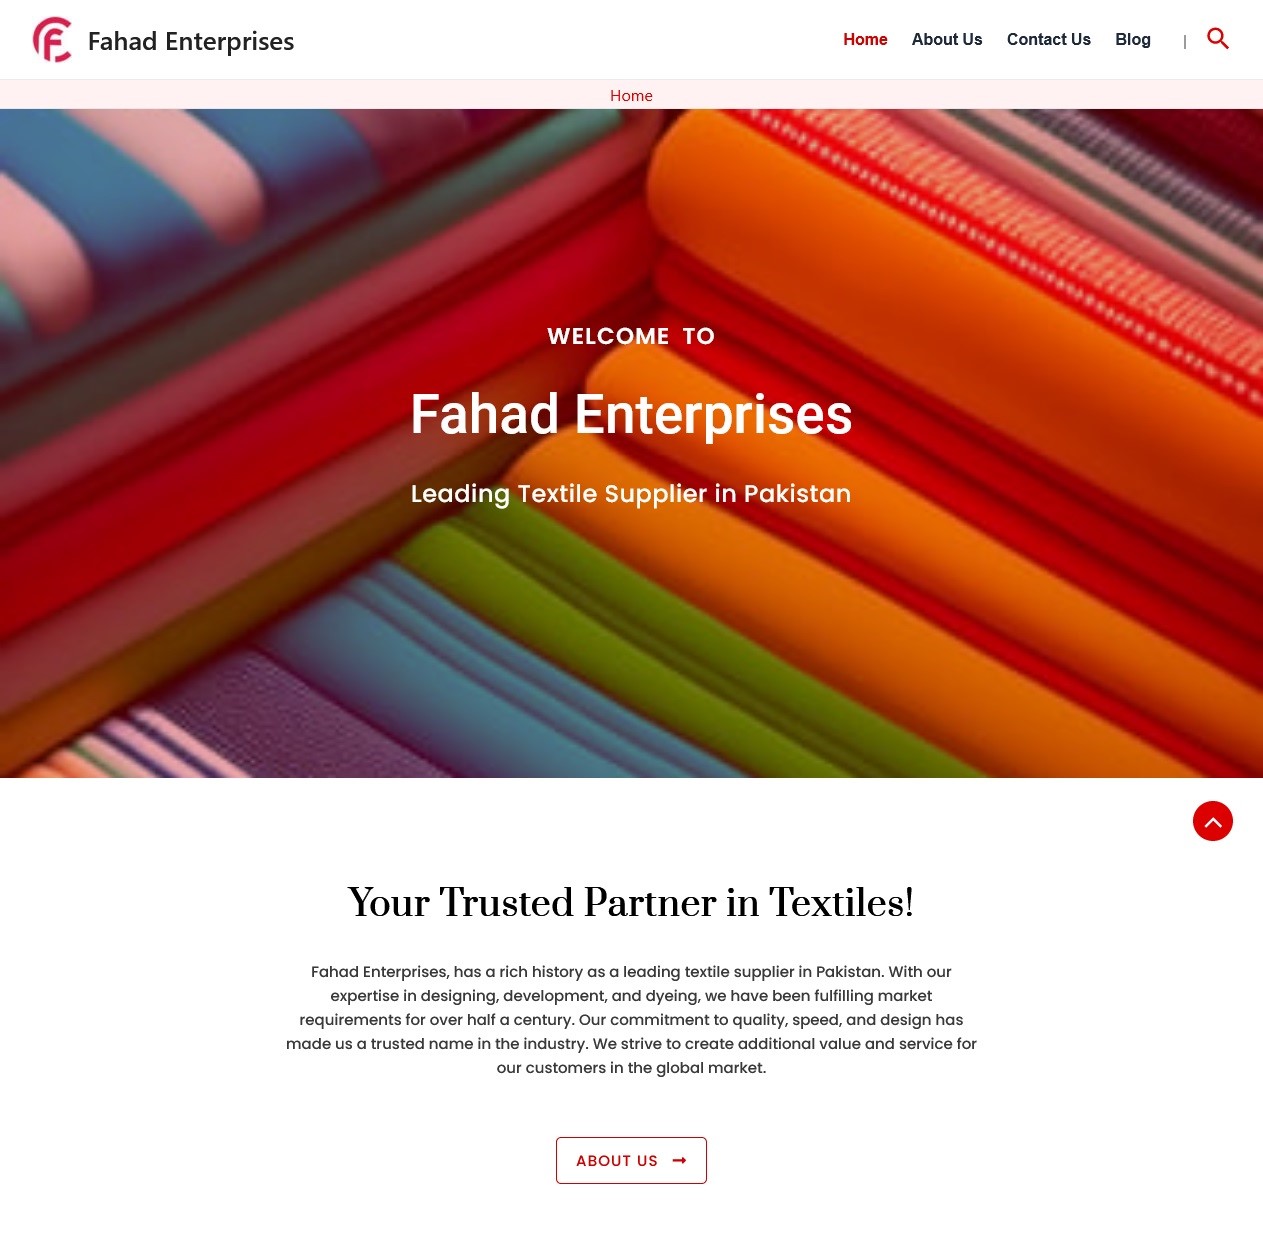 Fahad Enterprises
Home About Us Contact Us Blog |
Home
WELCOME TO
Fahad Enterprises
Leading Textile Supplier in Pakistan
Your Trusted Partner in Textiles!
Fahad Enterprises, has a rich history as a leading textile supplier in Pakistan. With our
expertise in designing, development, and dyeing, we have been fulfilling market
requirements for over half a century. Our commitment to quality, speed, and design has
made us a trusted name in the industry. We strive to create additional value and service for
our customers in the global market.
ABOUT US